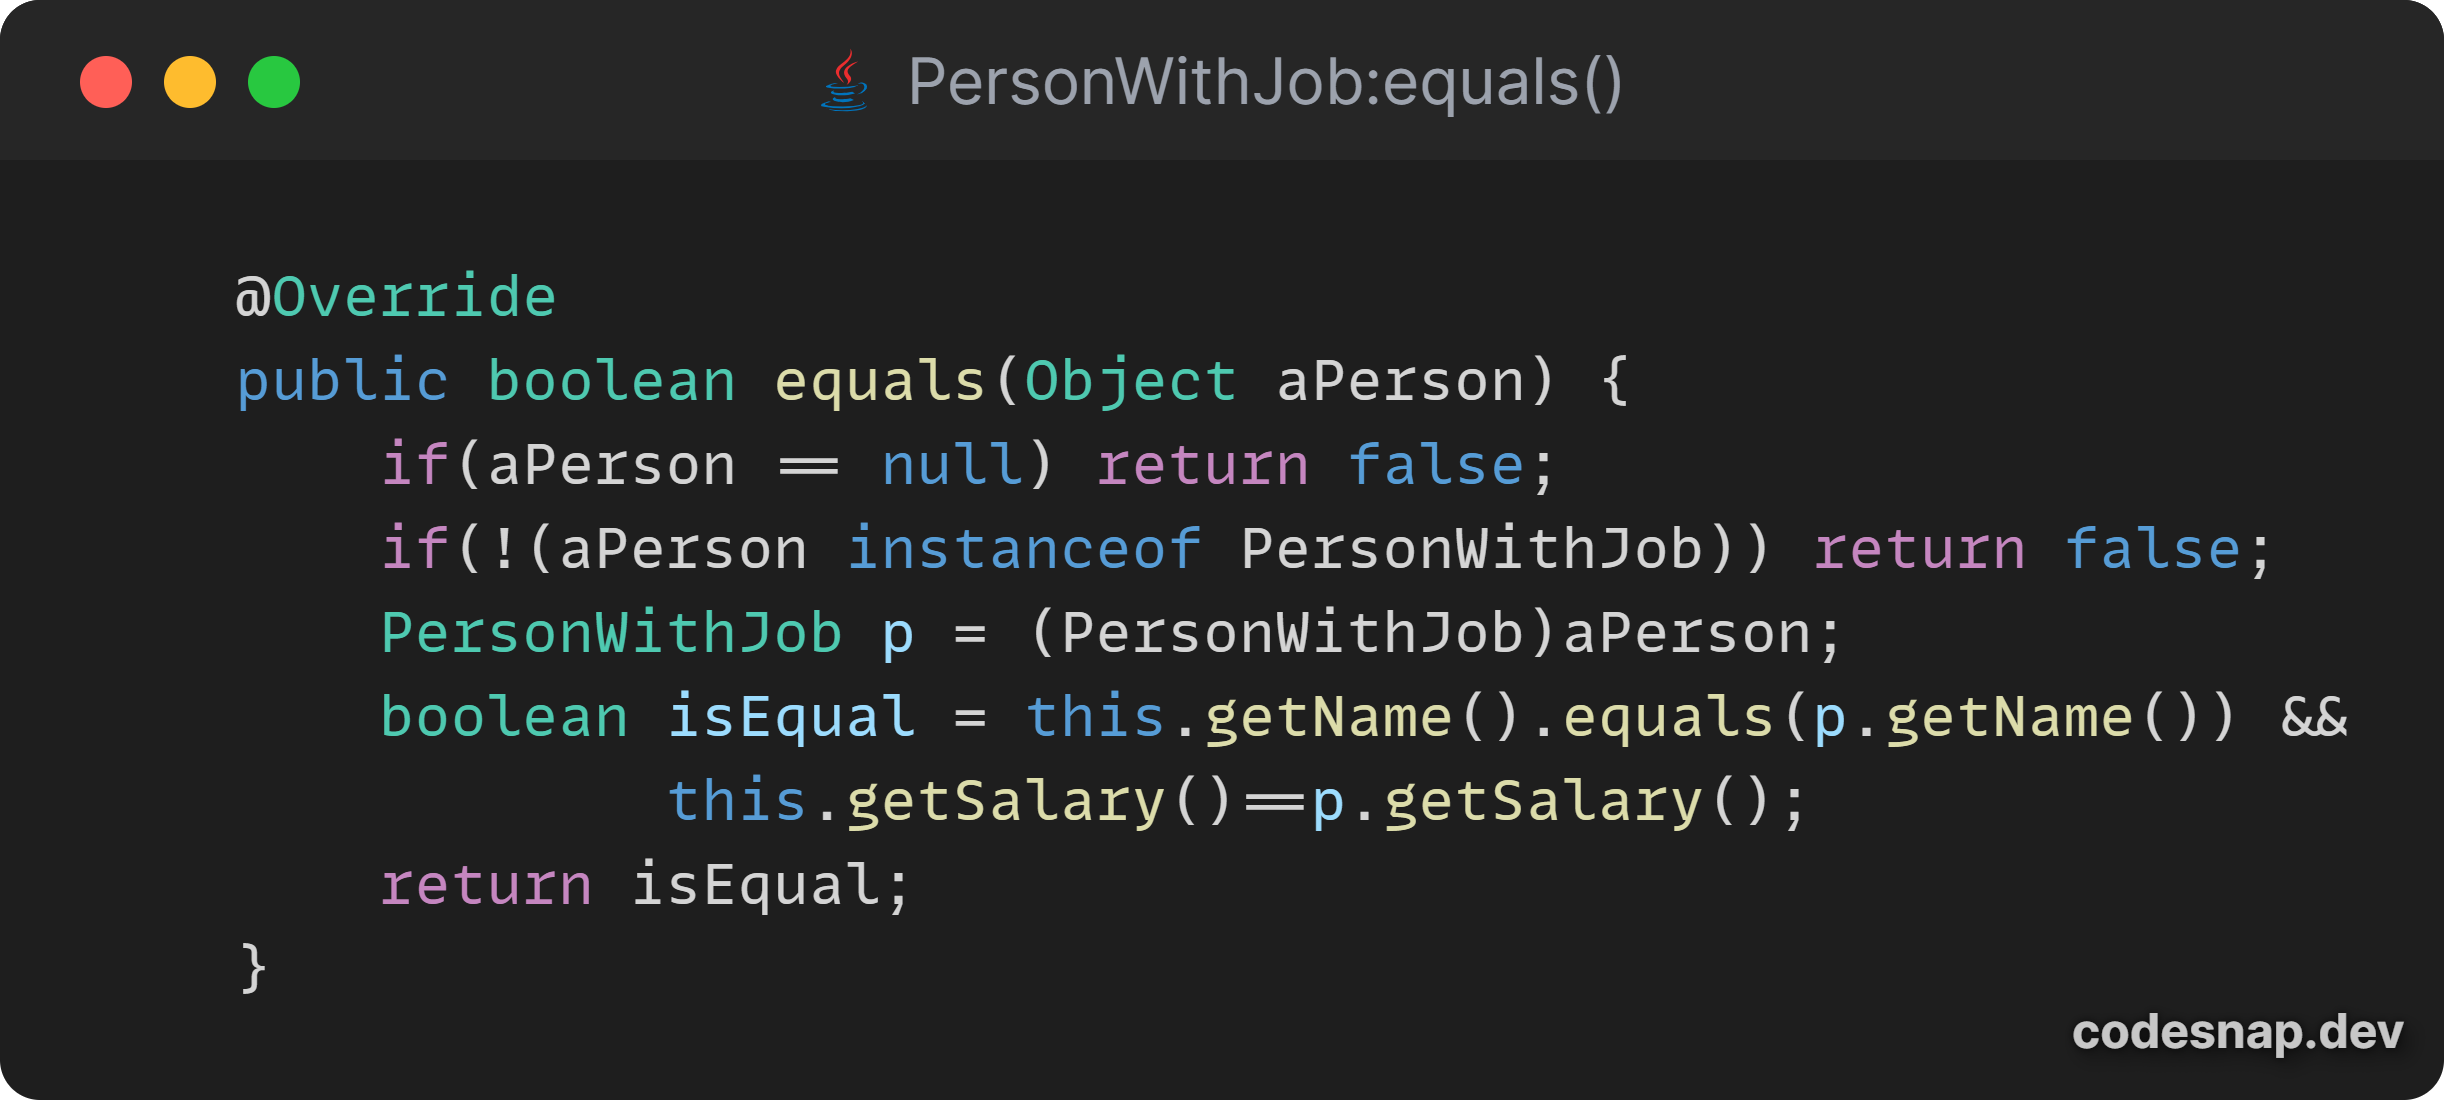 PersonWithJob:equals()
@Override
public boolean equals(Object aPerson) {
    if(aPerson == null) return false;
    if(!(aPerson instanceof PersonWithJob)) return false;
    PersonWithJob p = (PersonWithJob)aPerson;
    boolean isEqual = this.getName().equals(p.getName()) &&
            this.getSalary()==p.getSalary();
    return isEqual;
}
codesnap.dev